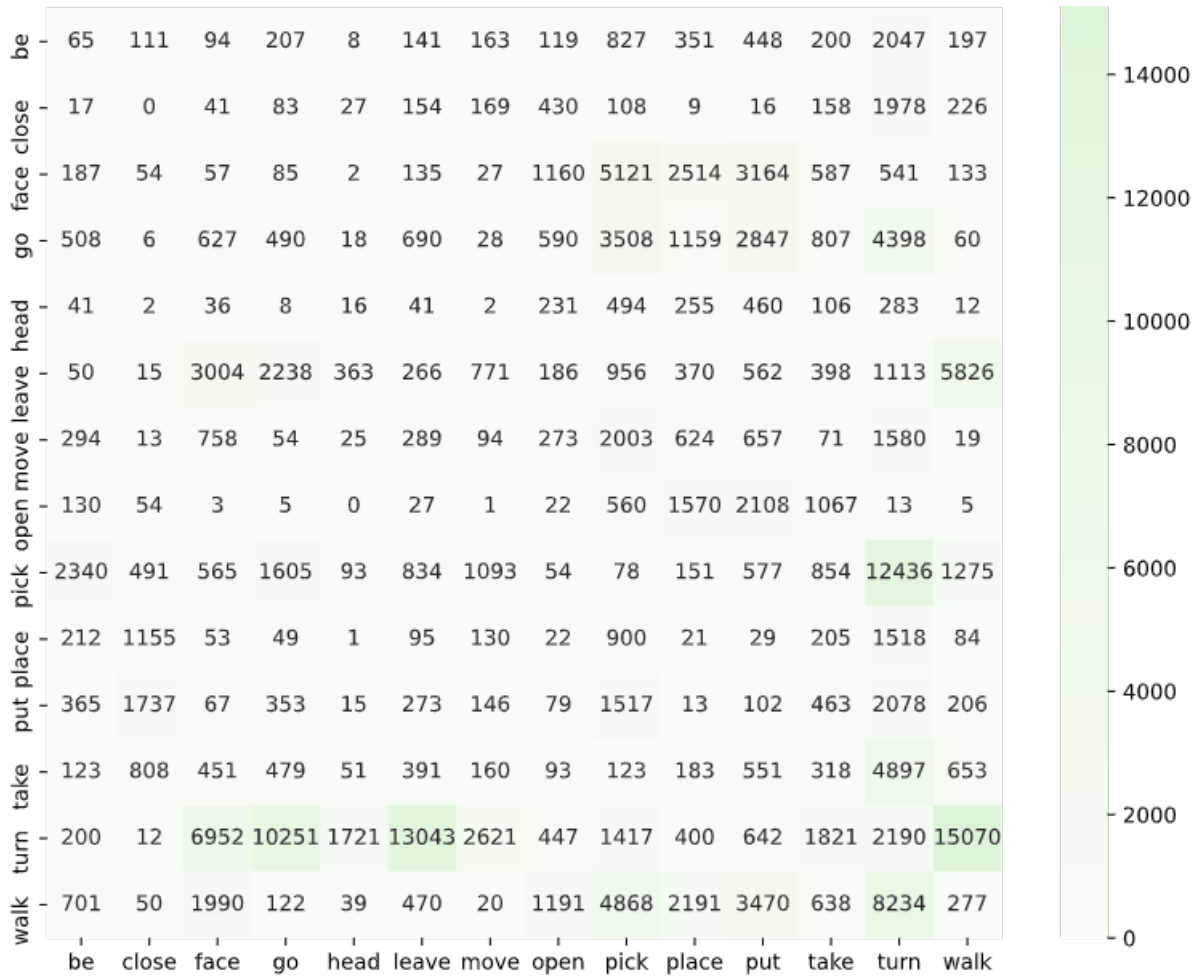 be 65 111 94 207 8 141 163 119 827 351 448 200 2047 197
close 17 0 41 83 27 154 169 430 108 9 16 158 1978 226
face 187 54 57 85 2 135 27 1160 5121 2514 3164 587 541 133
go 508 6 627 490 18 690 28 590 3508 1159 2847 807 4398 60
head 41 2 36 8 16 41 2 231 494 255 460 106 283 12
leave 50 15 3004 2238 363 266 771 186 956 370 562 398 1113 5826
move 294 13 758 54 25 289 94 273 2003 624 657 71 1580 19
open 130 54 3 5 0 27 1 22 560 1570 2108 1067 13 5
pick 2340 491 565 1605 93 834 1093 54 78 151 577 854 12436 1275
place 212 1155 53 49 1 95 130 22 900 21 29 205 1518 84
put 365 1737 67 353 15 273 146 79 1517 13 102 463 2078 206
take 123 808 451 479 51 391 160 93 123 183 551 318 4897 653
turn 200 12 6952 10251 1721 13043 2621 447 1417 400 642 1821 2190 15070
walk 701 50 1990 122 39 470 20 1191 4868 2191 3470 638 8234 277
be close face go head leave move open pick place put take turn walk
14000
12000
10000
8000
6000
4000
2000
0